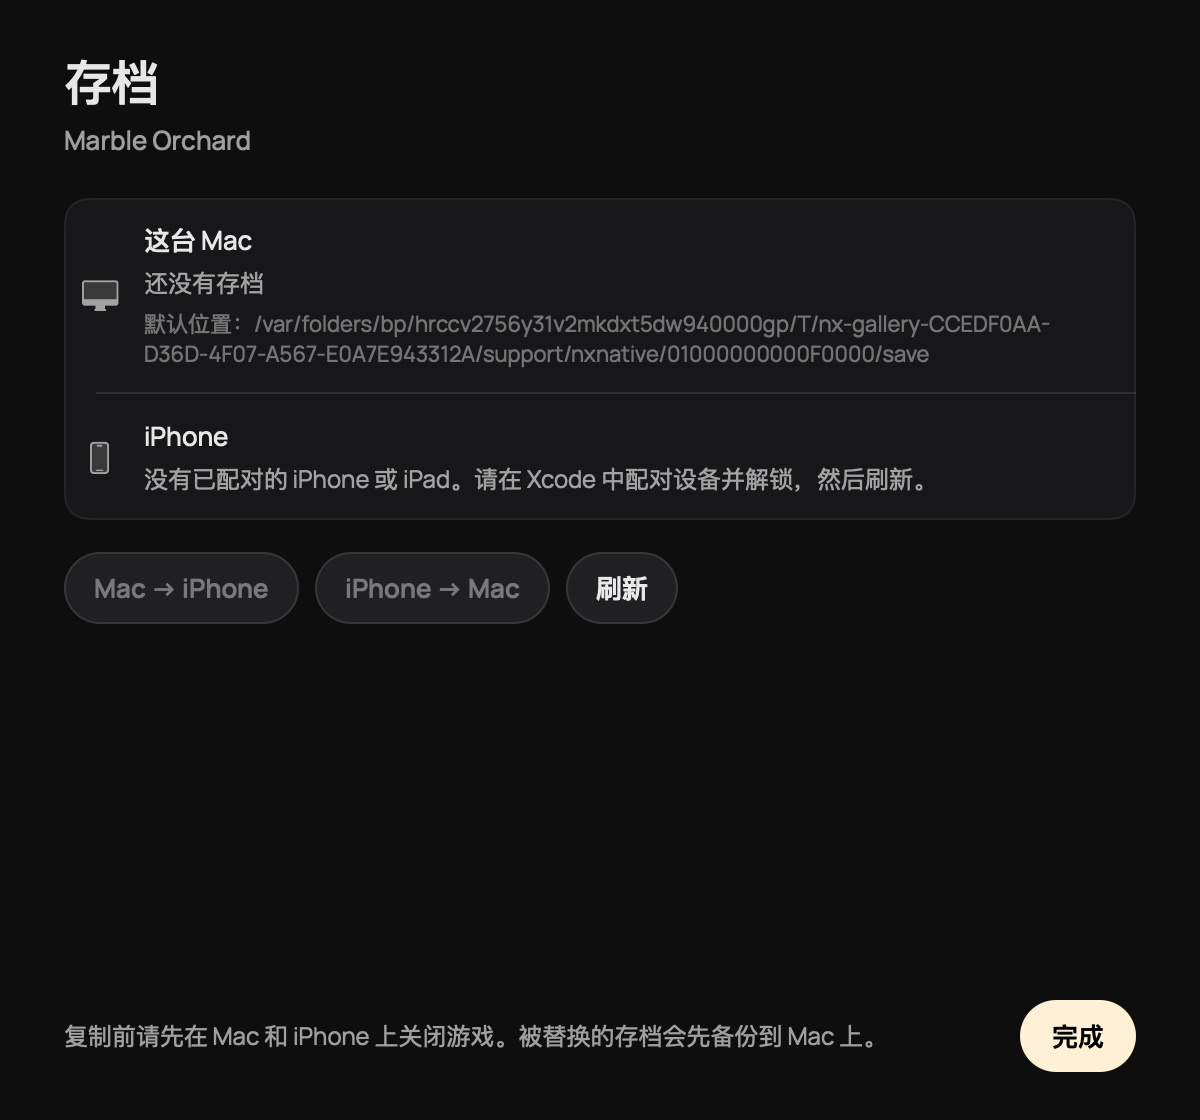 存档
Marble Orchard
这台 Mac
还没有存档
默认位置：/var/folders/bp/hrccv2756y31v2mkdxt5dw940000gp/T/nx-gallery-CCEDF0AA-
D36D-4F07-A567-E0A7E943312A/support/nxnative/01000000000F0000/save
iPhone
没有已配对的 iPhone 或 iPad。请在 Xcode 中配对设备并解锁，然后刷新。
Mac → iPhone
iPhone → Mac
刷新
复制前请先在 Mac 和 iPhone 上关闭游戏。被替换的存档会先备份到 Mac 上。
完成